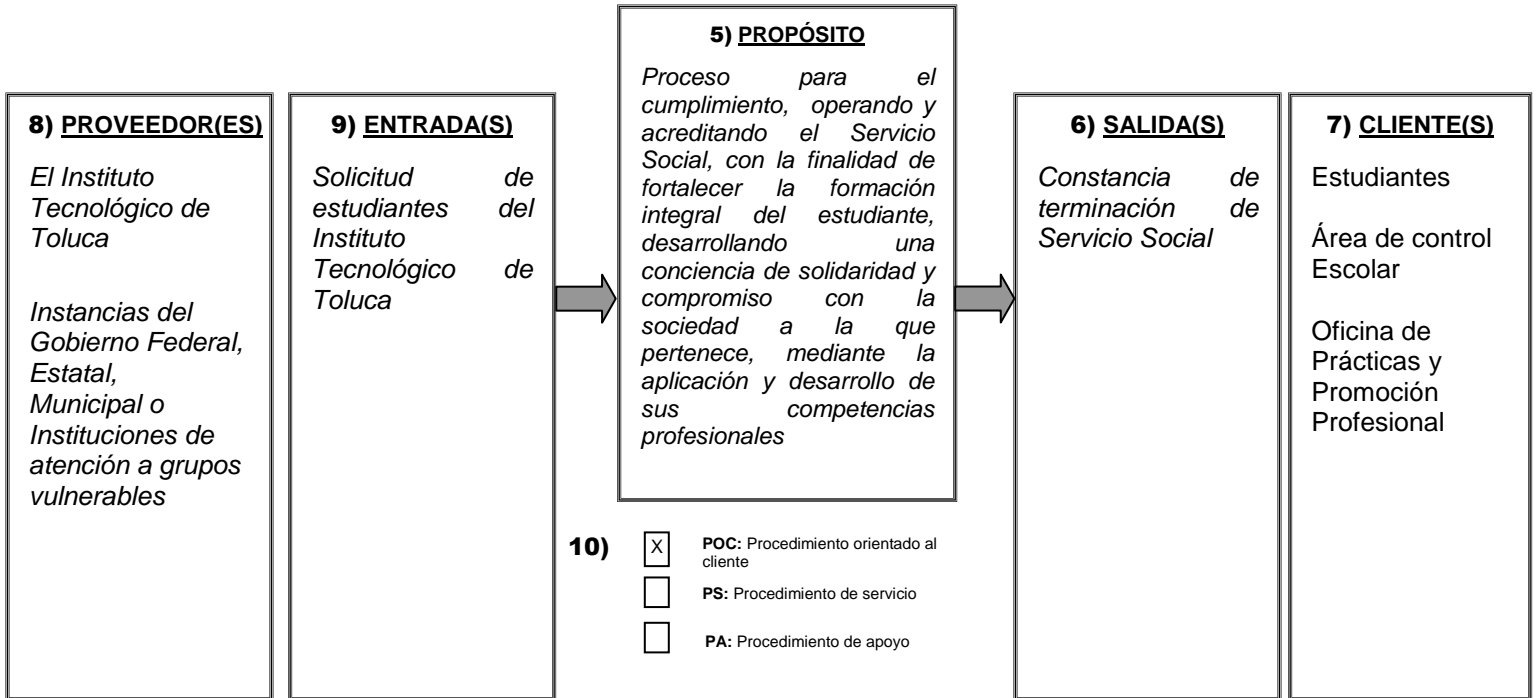 8) PROVEEDOR(ES)
El Instituto
Tecnológico de
Toluca
Instancias del
Gobierno Federal,
Estatal,
Municipal o
Instituciones de
atención a grupos
vulnerables
9) ENTRADA(S)
Solicitud de
estudiantes del
Instituto
Tecnológico de
Toluca
5) PROPÓSITO
Proceso para el
cumplimiento, operando y
acreditando el Servicio
Social, con la finalidad de
fortalecer la formación
integral del estudiante,
desarrollando una
conciencia de solidaridad y
compromiso con la
sociedad a la que
pertenece, mediante la
aplicación y desarrollo de
sus competencias
profesionales
10)
X POC: Procedimiento orientado al
cliente
PS: Procedimiento de servicio
PA: Procedimiento de apoyo
6) SALIDA(S)
Constancia de
terminación de
Servicio Social
7) CLIENTE(S)
Estudiantes
Área de control
Escolar
Oficina de
Prácticas y
Promoción
Profesional